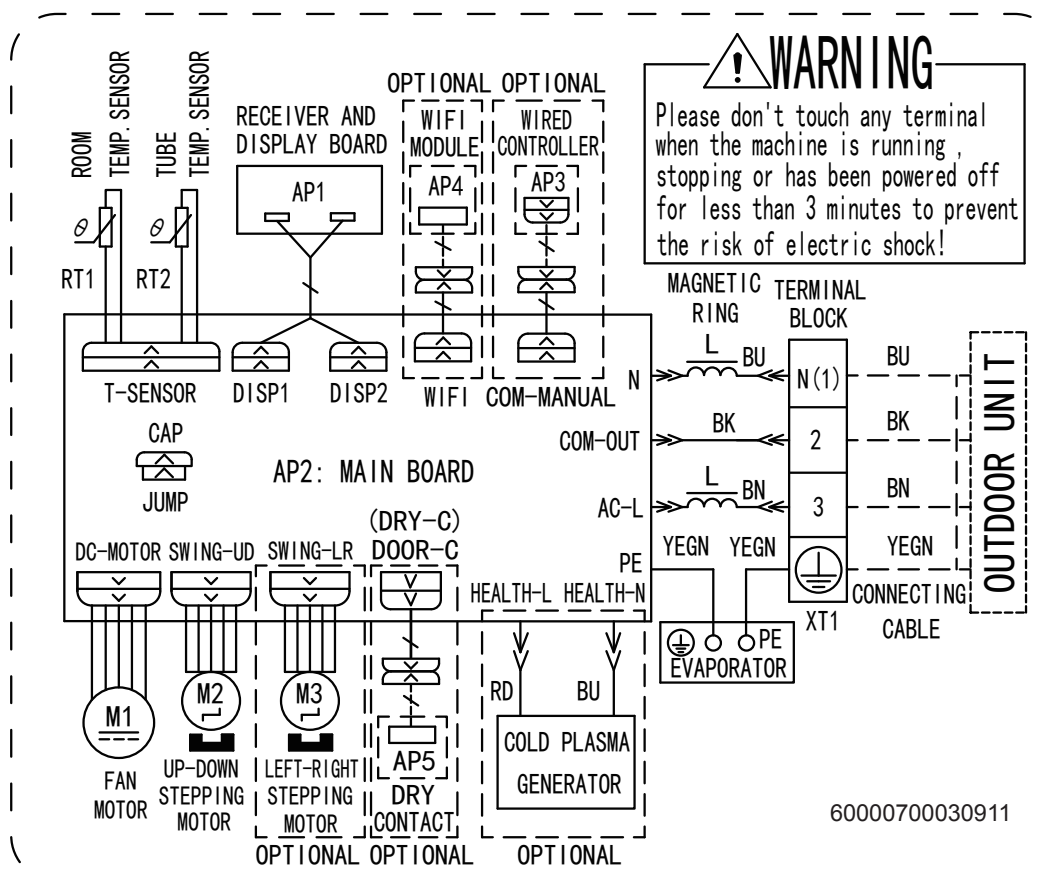 WARNING
Please don't touch any terminal
when the machine is running ,
stopping or has been powered off
for less than 3 minutes to prevent
the risk of electric shock!
ROOM
TEMP. SENSOR
TUBE
TEMP. SENSOR
RECEIVER AND
DISPLAY BOARD
AP1
OPTIONAL
WIFI
MODULE
AP4
OPTIONAL
WIRED
CONTROLLER
AP3
θ
RT1
θ
RT2
T-SENSOR
DISP1
DISP2
WIFI
COM-MANUAL
CAP
JUMP
AP2: MAIN BOARD
MAGNETIC
RING
TERMINAL
BLOCK
N
L
BU
N(1)
BU
COM-OUT
BK
2
BK
AC-L
L
BN
3
BN
PE
YEGN
YEGN
YEGN
CONNECTING
CABLE
XT1
OUTDOOR UNIT
PE
EVAPORATOR
DC-MOTOR
SWING-UD
SWING-LR
(DRY-C)
DOOR-C
HEALTH-L
HEALTH-N
M1
FAN
MOTOR
M2
UP-DOWN
STEPPING
MOTOR
M3
LEFT-RIGHT
STEPPING
MOTOR
OPTIONAL
AP5
DRY
CONTACT
OPTIONAL
RD
BU
COLD PLASMA
GENERATOR
OPTIONAL
60000700030911